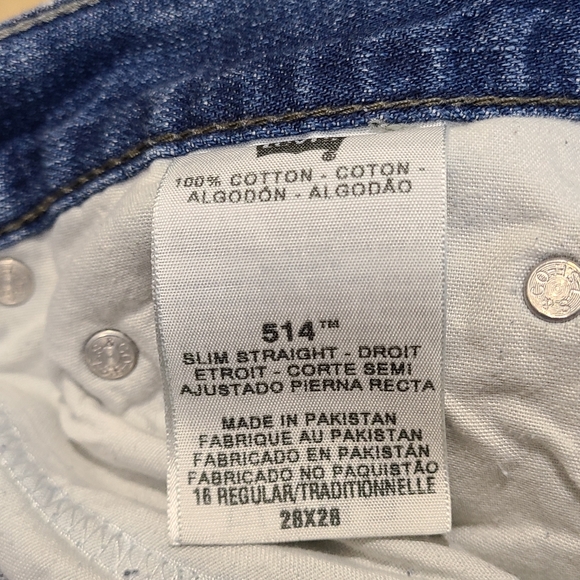 100% COTTON - COTON -
ALGODÓN - ALGODÃO
514™
SLIM STRAIGHT - DROIT
ETROIT - CORTE SEMI
AJUSTADO PIERNA RECTA
MADE IN PAKISTAN
FABRIQUE AU PAKISTAN
FABRICADO EN PAKISTÁN
FABRICADO NO PAQUISTÃO
16 REGULAR/TRADITIONNELLE
28X28